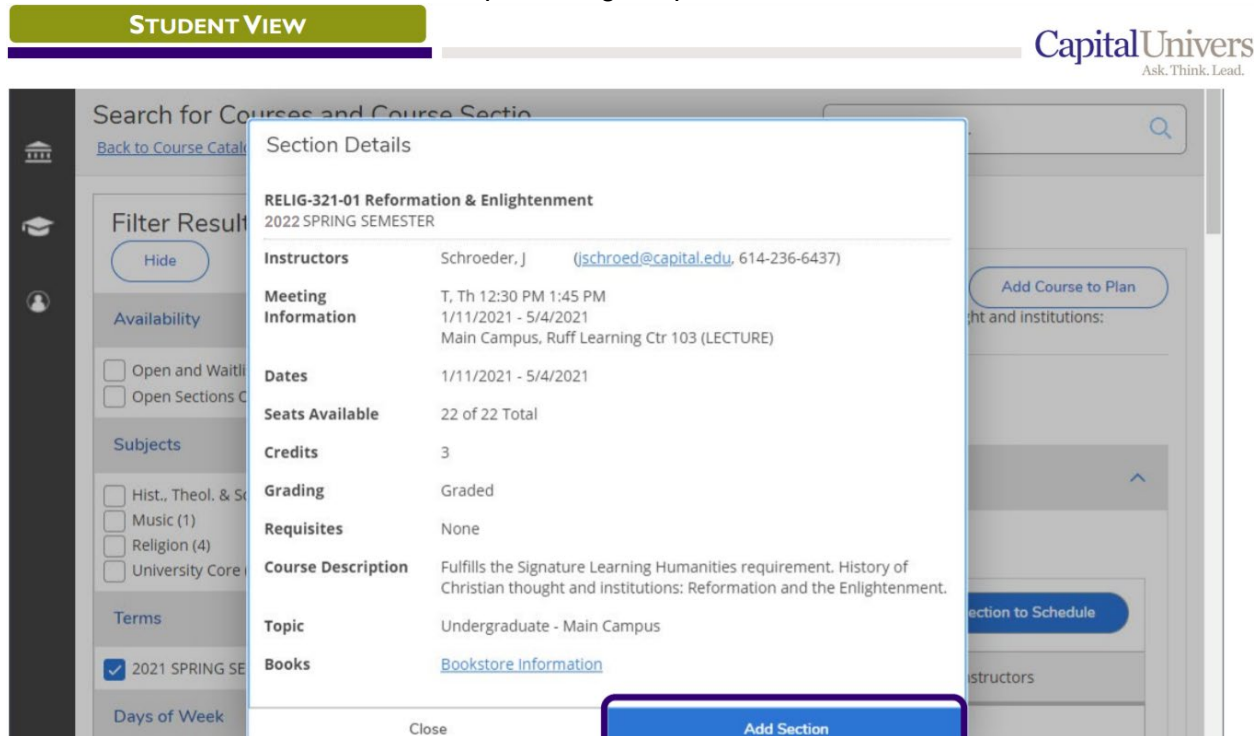 STUDENT VIEW
Capital Univers
Ask. Think. Lead.
Search for Courses and Course Sectio
Back to Course Catal
Section Details
RELIG-321-01 Reformation & Enlightenment
2022 SPRING SEMESTER
Filter Result
Hide
Instructors Schroeder, J (jschroed@capital.edu, 614-236-6437)
Meeting Information T, Th 12:30 PM 1:45 PM
1/11/2021 - 5/4/2021
Main Campus, Ruff Learning Ctr 103 (LECTURE)
Add Course to Plan
ht and institutions:
Availability
Open and Waitli
Open Sections
Dates 1/11/2021 - 5/4/2021
Seats Available 22 of 22 Total
Subjects
Credits 3
Grading Graded
Hist., Theol. &
Music (1)
Religion (4)
University Core
Requisites None
Course Description Fulfills the Signature Learning Humanities requirement. History of
Christian thought and institutions: Reformation and the Enlightenment.
Terms
Topic Undergraduate - Main Campus
ection to Schedule
2021 SPRING SE
Books Bookstore Information
structors
Days of Week
Close
Add Section